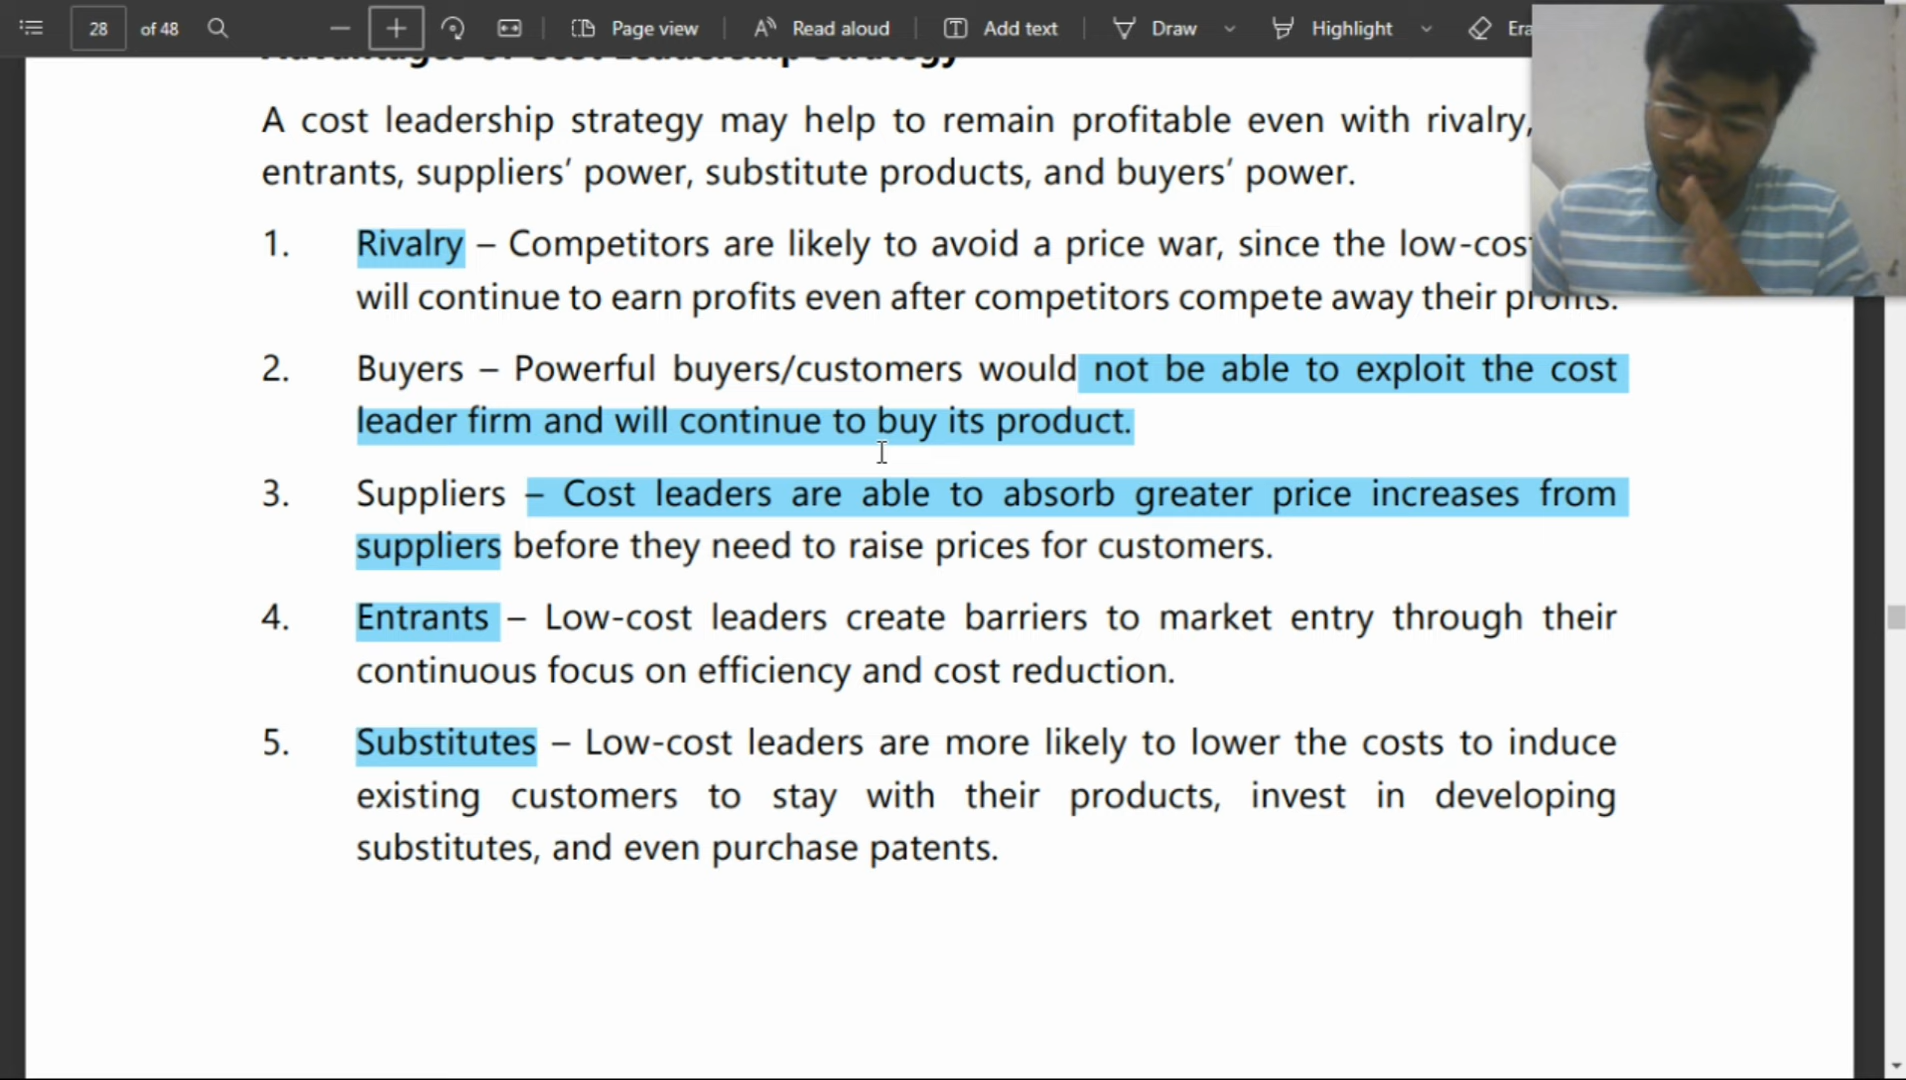 28 of 48 Page view Read aloud Add text Draw Highlight
Advantages of Cost Leadership Strategy
A cost leadership strategy may help to remain profitable even with rivalry,
entrants, suppliers’ power, substitute products, and buyers’ power.
1. Rivalry – Competitors are likely to avoid a price war, since the low-cost
will continue to earn profits even after competitors compete away their profits.
2. Buyers – Powerful buyers/customers would not be able to exploit the cost
leader firm and will continue to buy its product.
3. Suppliers – Cost leaders are able to absorb greater price increases from
suppliers before they need to raise prices for customers.
4. Entrants – Low-cost leaders create barriers to market entry through their
continuous focus on efficiency and cost reduction.
5. Substitutes – Low-cost leaders are more likely to lower the costs to induce
existing customers to stay with their products, invest in developing
substitutes, and even purchase patents.